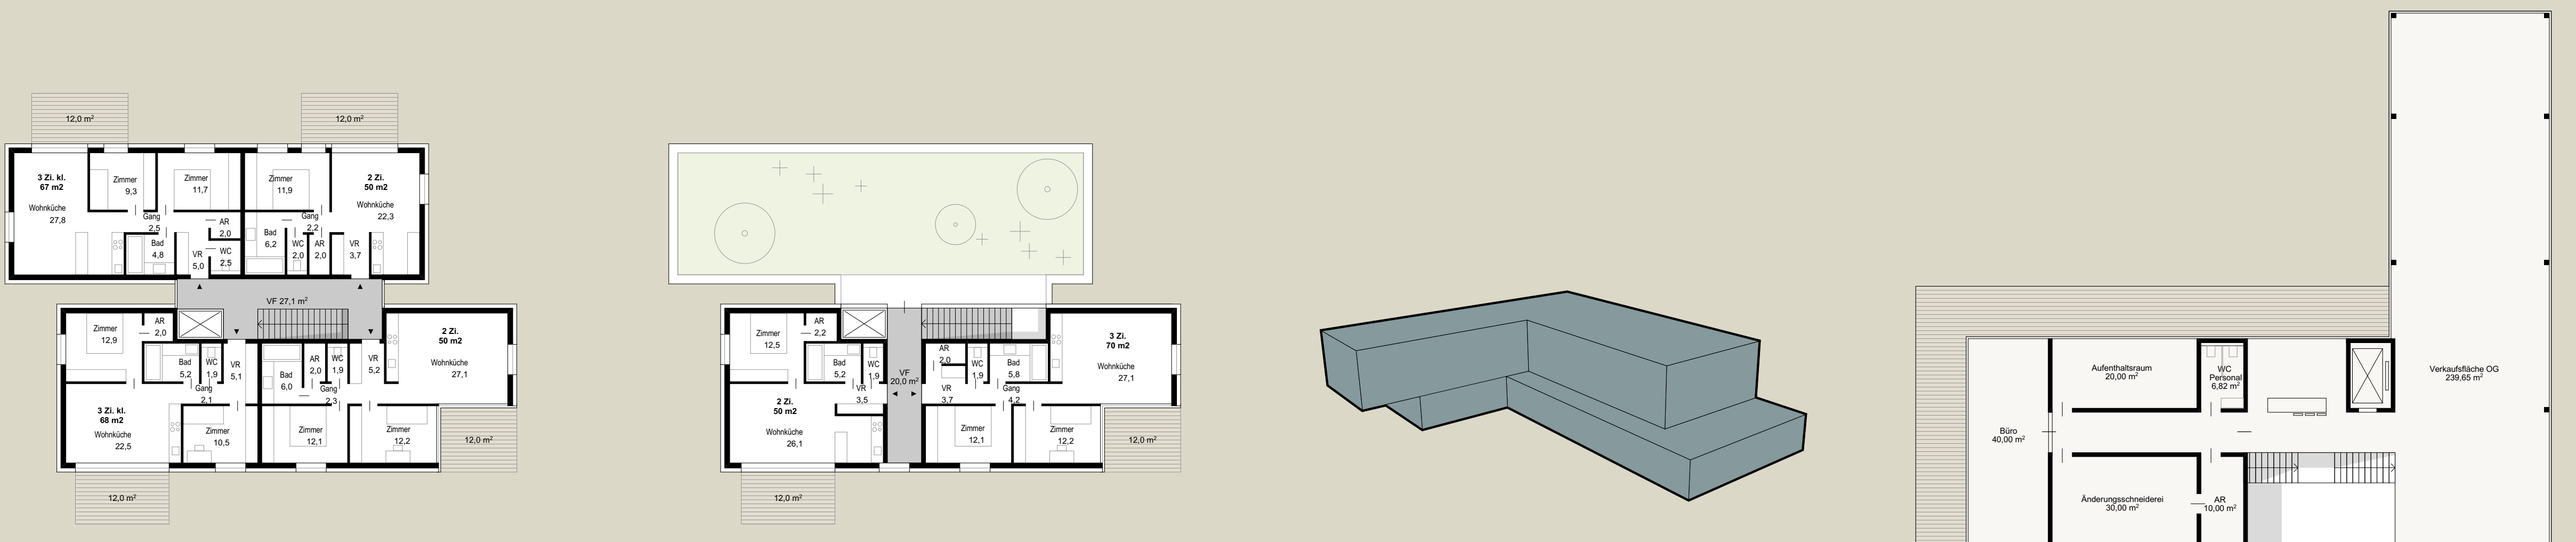 12,0 m²
12,0 m²
3 Zi. kl.
67 m2
Wohnküche
27,8
Zimmer
9,3
Zimmer
11,7
Zimmer
11,9
2 Zi.
50 m2
Wohnküche
22,3
Gang
2,5
AR
2,0
Bad
4,8
VR
5,0
WC
2,5
Bad
6,2
Gang
2,2
WC
2,0
AR
2,0
VR
3,7
VF 27,1 m²
Zimmer
12,9
AR
2,0
Bad
5,2
WC
1,9
VR
5,1
Gang
2,1
Bad
6,0
AR
2,0
WC
1,9
Gang
2,3
VR
5,2
2 Zi.
50 m2
Wohnküche
27,1
3 Zi. kl.
68 m2
Wohnküche
22,5
Zimmer
10,5
Zimmer
12,1
Zimmer
12,2
12,0 m²
12,0 m²
Zimmer
12,5
AR
2,2
Bad
5,2
WC
1,9
VR
3,5
VF
20,0 m²
AR
2,0
WC
1,9
Bad
5,8
VR
3,7
Gang
4,2
3 Zi.
70 m2
Wohnküche
27,1
2 Zi.
50 m2
Wohnküche
26,1
Zimmer
12,1
Zimmer
12,2
12,0 m²
12,0 m²
Aufenthaltsraum
20,00 m²
WC
Personal
6,82 m²
Verkaufsfläche OG
239,65 m²
Büro
40,00 m²
Änderungsschneiderei
30,00 m²
AR
10,00 m²